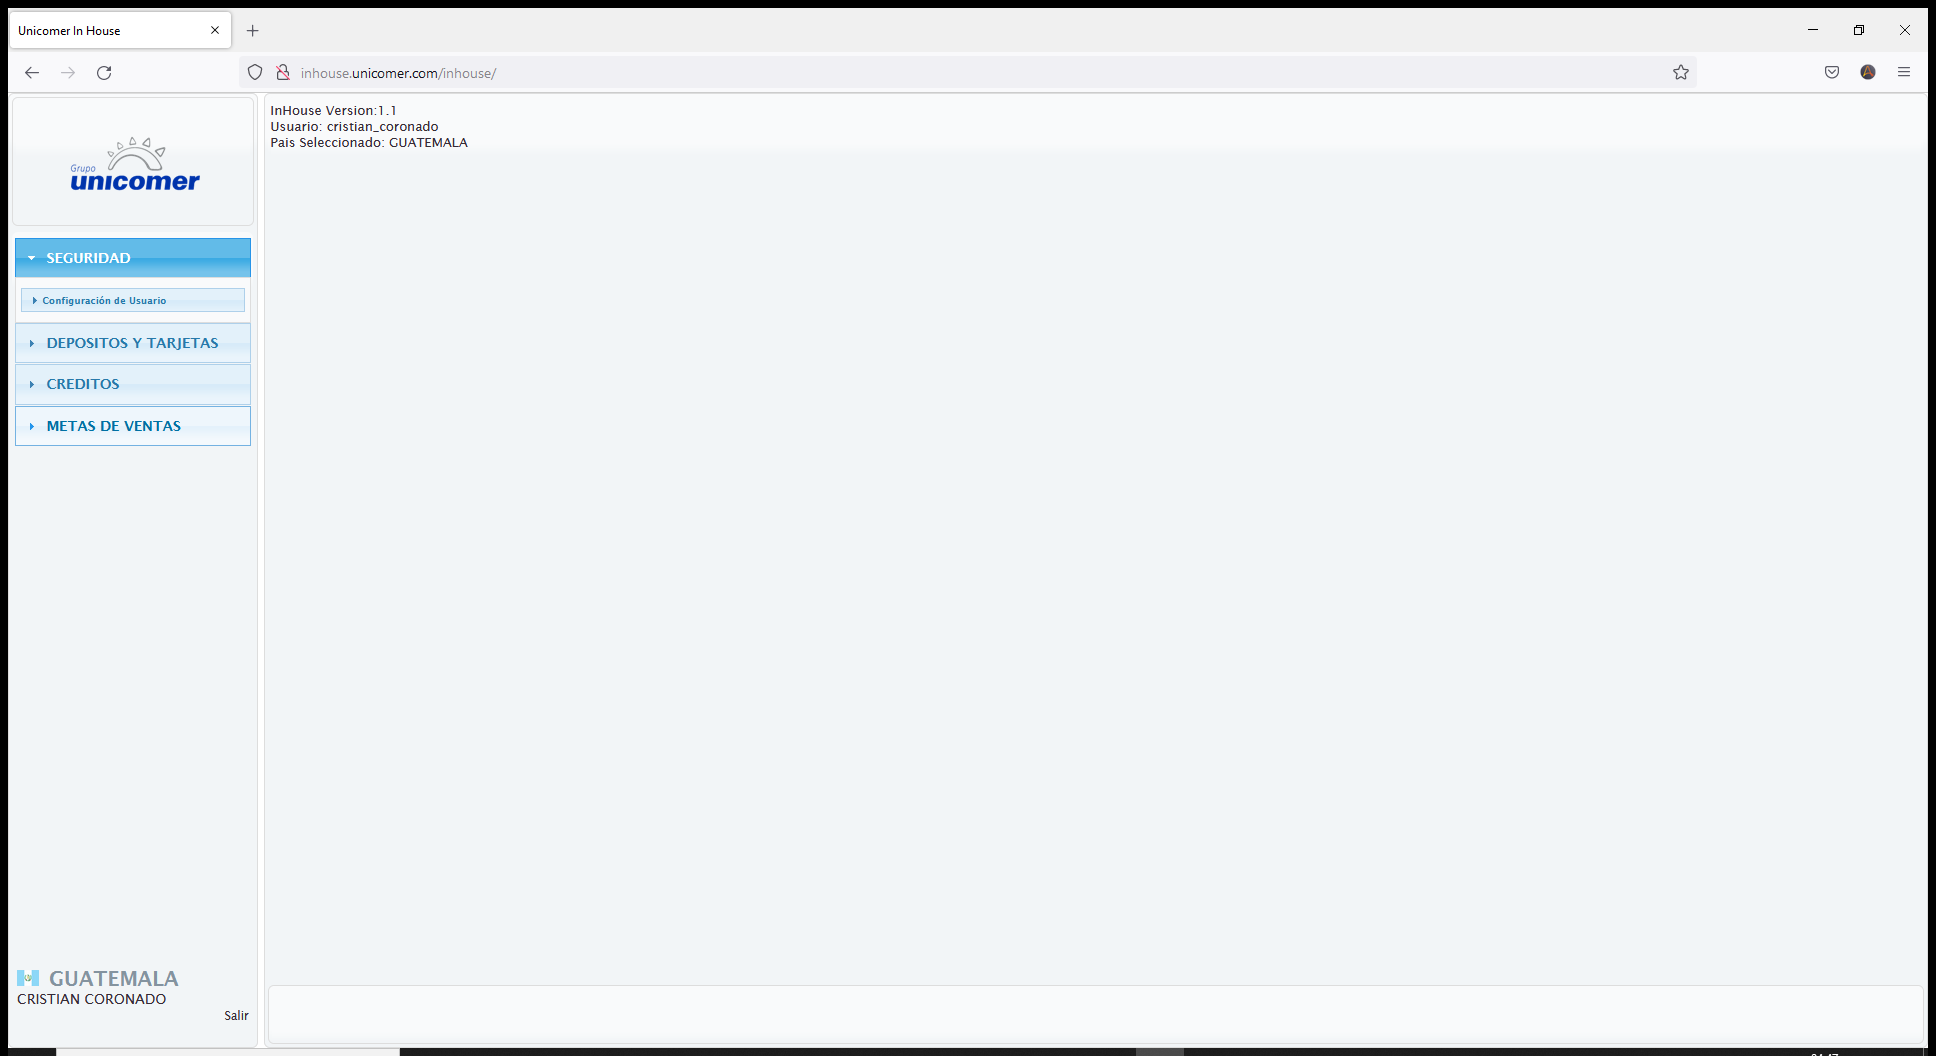 Unicomer In House
inhouse.unicomer.com/inhouse/
Grupo
unicomer
SEGURIDAD
Configuración de Usuario
DEPOSITOS Y TARJETAS
CREDITOS
METAS DE VENTAS
GUATEMALA
CRISTIAN CORONADO
Salir
InHouse Version:1.1
Usuario: cristian_coronado
Pais Seleccionado: GUATEMALA